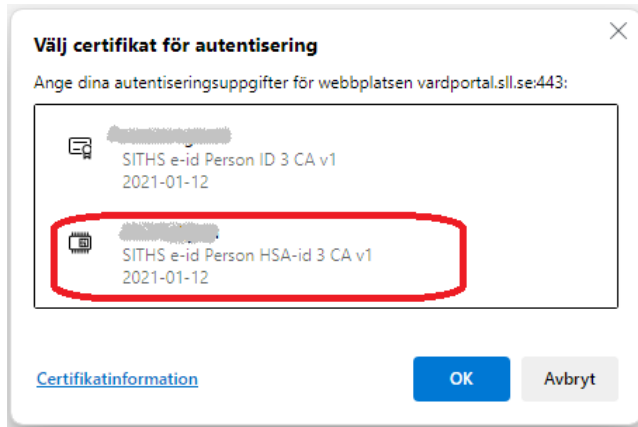 Välj certifikat för autentisering
Ange dina autentiseringsuppgifter för webbplatsen vardportal.sll.se:443:
SITHS e-id Person ID 3 CA v1
2021-01-12
SITHS e-id Person HSA-id 3 CA v1
2021-01-12
Certifikatinformation
OK
Avbryt